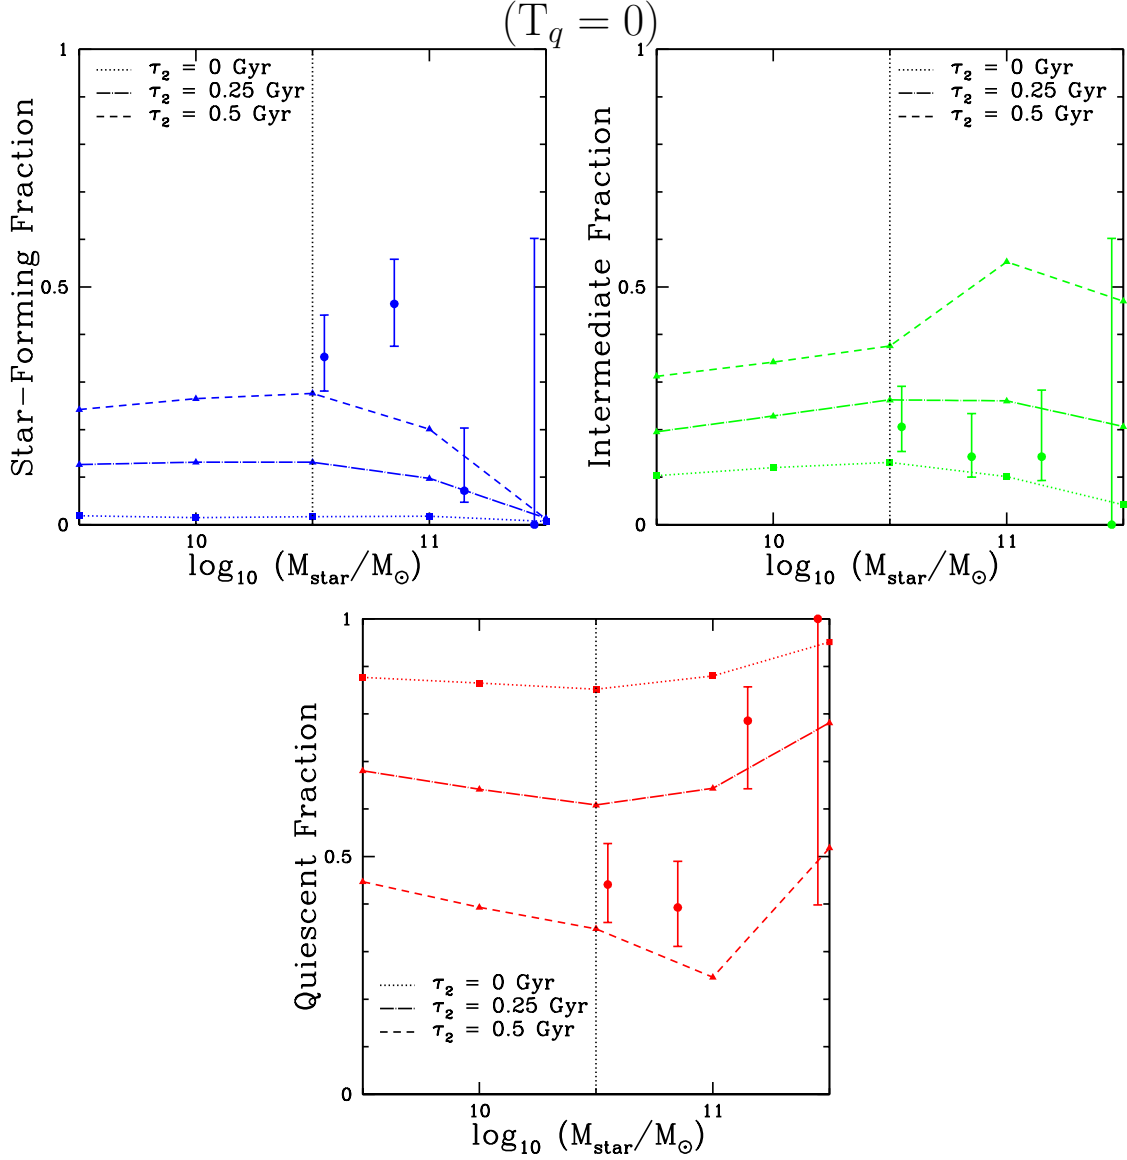 (T_q = 0)
1
τ₂ = 0 Gyr
τ₂ = 0.25 Gyr
τ₂ = 0.5 Gyr
Star-Forming Fraction
0.5
0
10 11
log₁₀ (M_star/M_⊙)
1
τ₂ = 0 Gyr
τ₂ = 0.25 Gyr
τ₂ = 0.5 Gyr
Intermediate Fraction
0.5
0
10 11
log₁₀ (M_star/M_⊙)
1
Quiescent Fraction
0.5
τ₂ = 0 Gyr
τ₂ = 0.25 Gyr
τ₂ = 0.5 Gyr
0
10 11
log₁₀ (M_star/M_⊙)